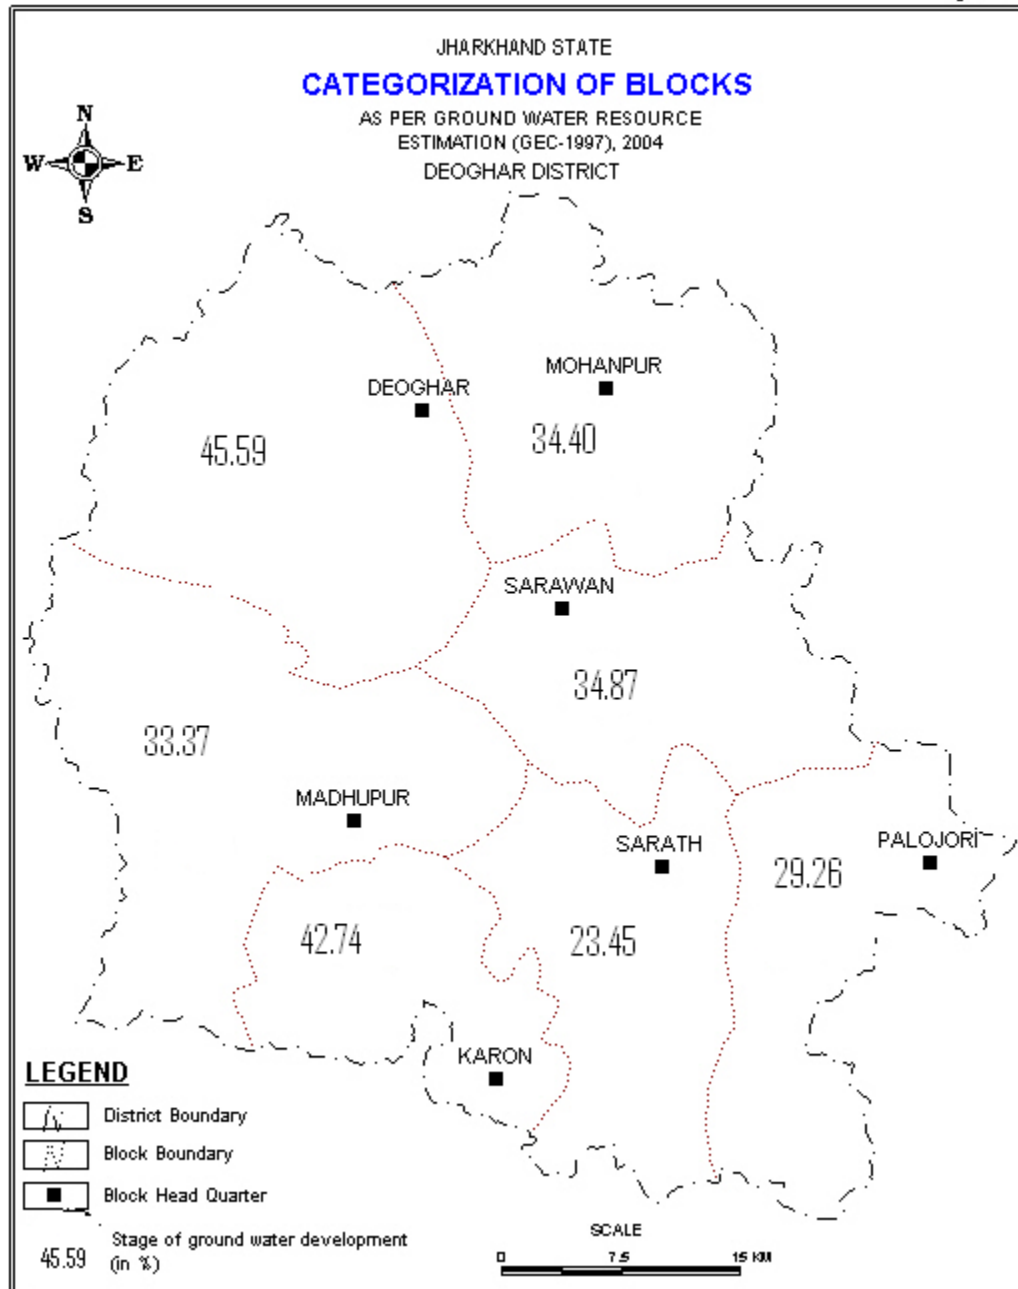 JHARKHAND STATE
CATEGORIZATION OF BLOCKS
AS PER GROUND WATER RESOURCE
ESTIMATION (GEC-1997), 2004
DEOGHAR DISTRICT
N
W E
S
MOHANPUR
DEOGHAR
34.40
45.59
SARAWAN
34.87
33.37
MADHUPUR
SARATH
PALOJORI
29.26
42.74
23.45
KARON
LEGEND
District Boundary
Block Boundary
Block Head Quarter
45.59 Stage of ground water development
(in %)
SCALE
0 7.5 15 KM